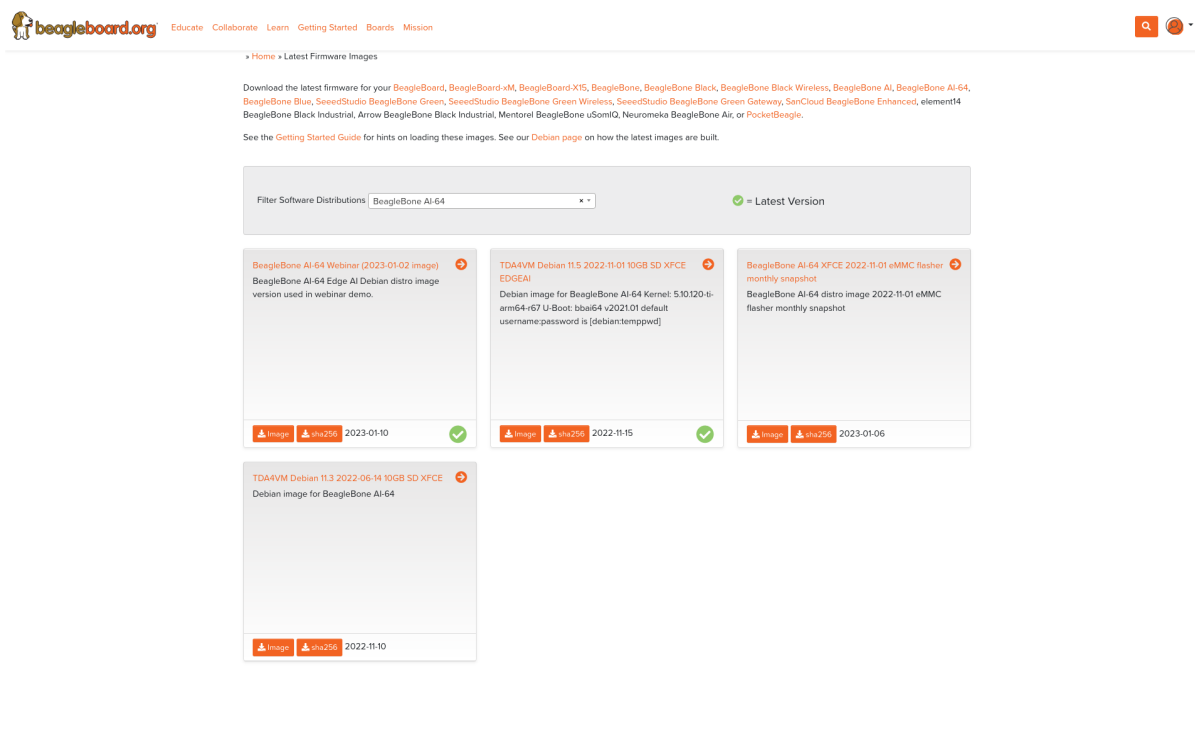 beagleboard.org Educate Collaborate Learn Getting Started Boards Mission
» Home » Latest Firmware Images
Download the latest firmware for your BeagleBoard, BeagleBoard-xM, BeagleBoard-X15, BeagleBone, BeagleBone Black, BeagleBone Black Wireless, BeagleBone AI, BeagleBone AI-64,
BeagleBone Blue, SeeedStudio BeagleBone Green, SeeedStudio BeagleBone Green Wireless, SeeedStudio BeagleBone Green Gateway, SanCloud BeagleBone Enhanced, element14
BeagleBone Black Industrial, Arrow BeagleBone Black Industrial, Mentorel BeagleBone uSomIQ, Neuromeka BeagleBone Air, or PocketBeagle.
See the Getting Started Guide for hints on loading these images. See our Debian page on how the latest images are built.
Filter Software Distributions BeagleBone AI-64 × = Latest Version
BeagleBone AI-64 Webinar (2023-01-02 image)
BeagleBone AI-64 Edge AI Debian distro image
version used in webinar demo.
Image sha256 2023-01-10
TDA4VM Debian 11.5 2022-11-01 10GB SD XFCE
EDGEAI
Debian image for BeagleBone AI-64 Kernel: 5.10.120-ti-
arm64-r67 U-Boot: bbai64 v2021.01 default
username:password is [debian:temppwd]
Image sha256 2022-11-15
BeagleBone AI-64 XFCE 2022-11-01 eMMC flasher
monthly snapshot
BeagleBone AI-64 distro image 2022-11-01 eMMC
flasher monthly snapshot
Image sha256 2023-01-06
TDA4VM Debian 11.3 2022-06-14 10GB SD XFCE
Debian image for BeagleBone AI-64
Image sha256 2022-11-10